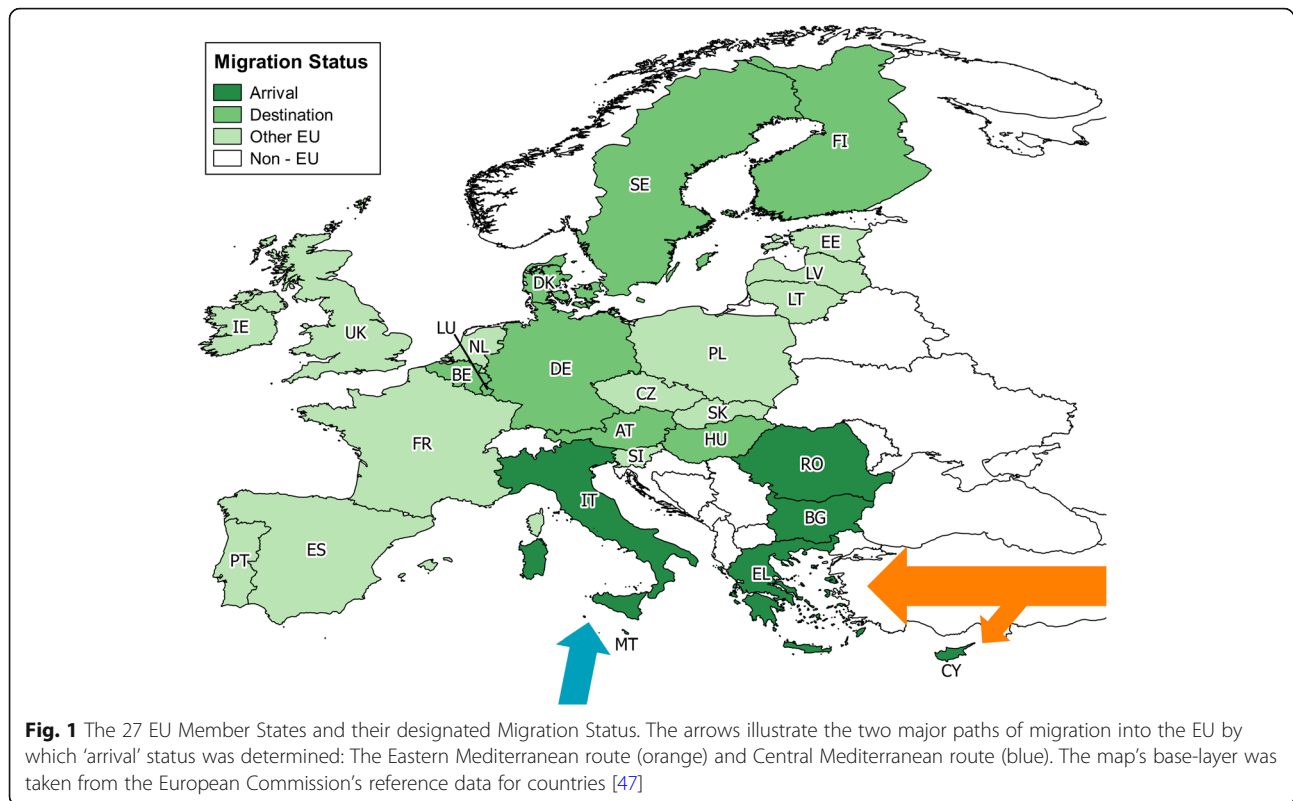 Migration Status
Arrival
Destination
Other EU
Non - EU
FI
SE
EE
LV
LT
DK
IE
UK
LU
NL
BE
DE
PL
CZ
SK
AT
HU
SI
FR
RO
IT
BG
PT
ES
EL
MT
CY
Fig. 1 The 27 EU Member States and their designated Migration Status. The arrows illustrate the two major paths of migration into the EU by
which ‘arrival’ status was determined: The Eastern Mediterranean route (orange) and Central Mediterranean route (blue). The map’s base-layer was
taken from the European Commission’s reference data for countries [47]